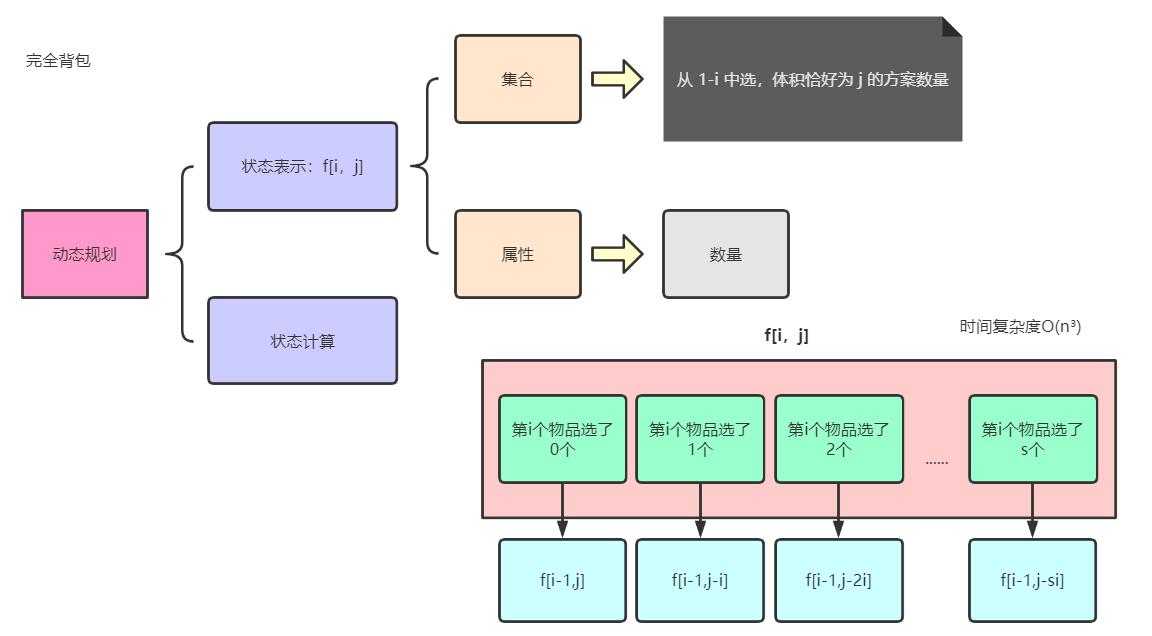 完全背包
集合
从 1-i 中选，体积恰好为 j 的方案数量
状态表示：f[i，j]
动态规划
属性
数量
状态计算
f[i，j]
时间复杂度O(n³)
第i个物品选了
0个
第i个物品选了
1个
第i个物品选了
2个
......
第i个物品选了
s个
f[i-1,j]
f[i-1,j-i]
f[i-1,j-2i]
f[i-1,j-si]